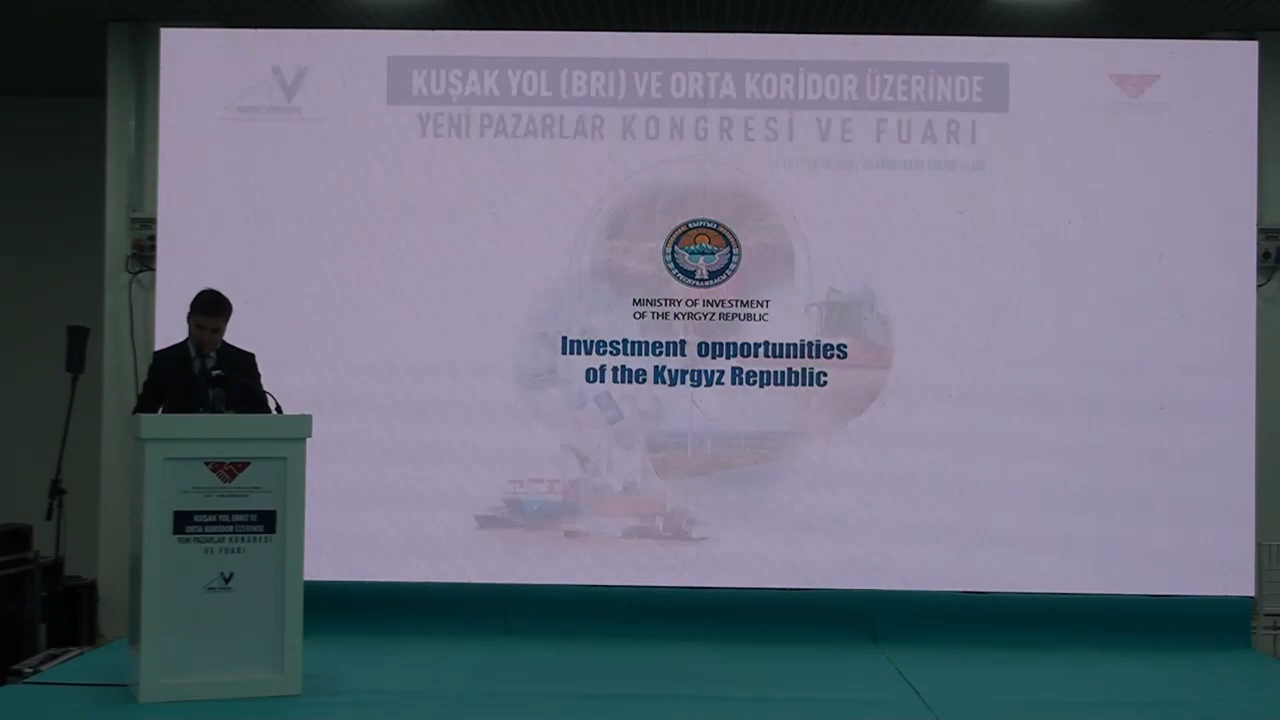 KUŞAK YOL (BRI) VE ORTA KORİDOR ÜZERİNDE
YENİ PAZARLAR KONGRESİ VE FUARI
MINISTRY OF INVESTMENT
OF THE KYRGYZ REPUBLIC
Investment opportunities
of the Kyrgyz Republic
KUŞAK YOL (BRI) VE
ORTA KORİDOR ÜZERİNDE
YENİ PAZARLAR KONGRESİ
VE FUARI